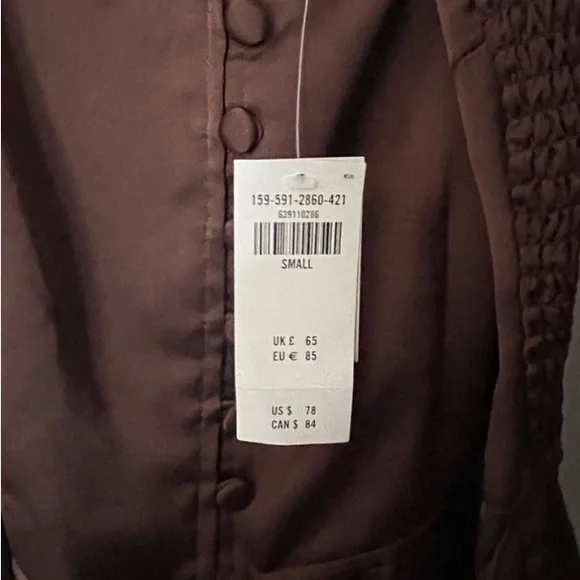 159-591-2860-421
639110286
SMALL
UK £ 65
EU € 85
US $ 78
CAN $ 84